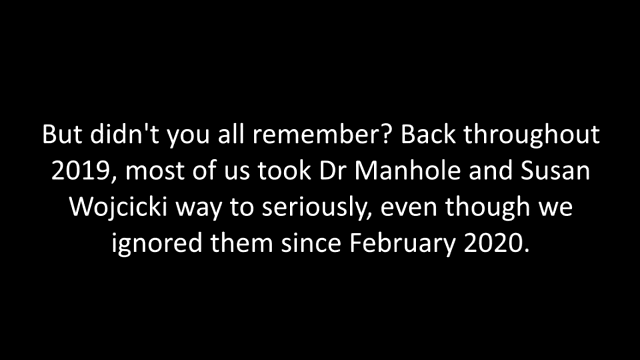 But didn't you all remember? Back throughout
2019, most of us took Dr Manhole and Susan
Wojcicki way to seriously, even though we
ignored them since February 2020.